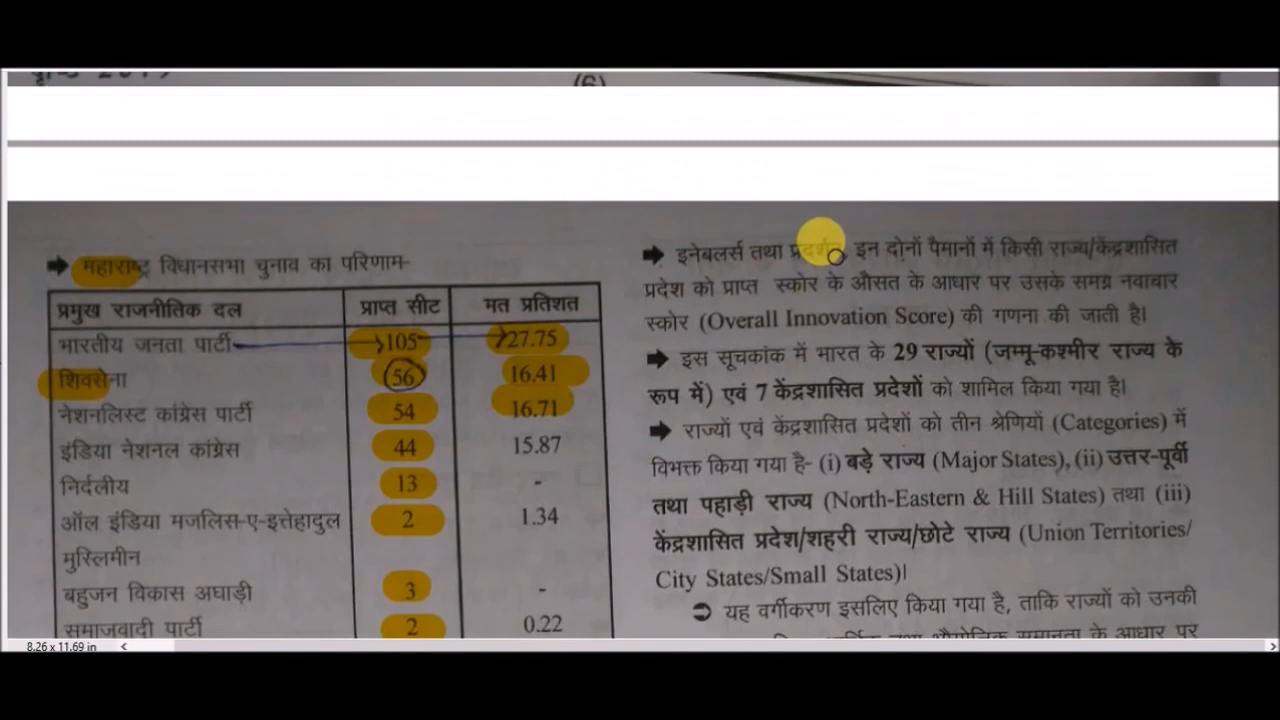 (6)
➡ महाराष्ट्र विधानसभा चुनाव का परिणाम-
प्रमुख राजनीतिक दल प्राप्त सीट मत प्रतिशत
भारतीय जनता पार्टी 105 27.75
शिवसेना 56 16.41
नेशनलिस्ट कांग्रेस पार्टी 54 16.71
इंडिया नेशनल कांग्रेस 44 15.87
निर्दलीय 13 -
ऑल इंडिया मजलिस-ए-इत्तेहादुल 2 1.34
मुस्लिमीन
बहुजन विकास अघाड़ी 3 -
समाजवादी पार्टी 2 0.22
➡ इनेबलर्स तथा प्रदर्शन इन दोनों पैमानों में किसी राज्य/केंद्रशासित
प्रदेश को प्राप्त स्कोर के औसत के आधार पर उसके समग्र नवाचार
स्कोर (Overall Innovation Score) की गणना की जाती है।
➡ इस सूचकांक में भारत के 29 राज्यों (जम्मू-कश्मीर राज्य के
रूप में) एवं 7 केंद्रशासित प्रदेशों को शामिल किया गया है।
➡ राज्यों एवं केंद्रशासित प्रदेशों को तीन श्रेणियों (Categories) में
विभक्त किया गया है- (i) बड़े राज्य (Major States), (ii) उत्तर-पूर्वी
तथा पहाड़ी राज्य (North-Eastern & Hill States) तथा (iii)
केंद्रशासित प्रदेश/शहरी राज्य/छोटे राज्य (Union Territories/
City States/Small States)।
⊃ यह वर्गीकरण इसलिए किया गया है, ताकि राज्यों को उनकी
समानता के आधार पर
8.26 x 11.69 in